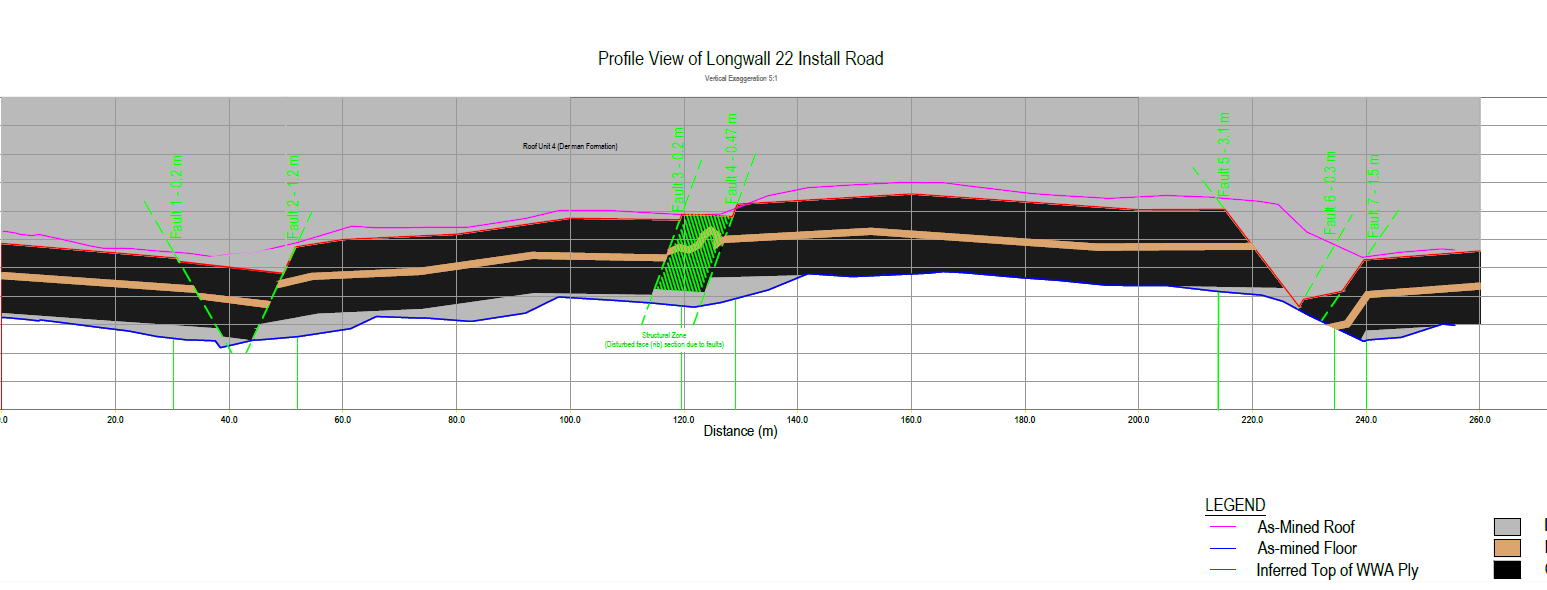 Profile View of Longwall 22 Install Road
Vertical Exaggeration 5:1
Roof Unit 4 (German Formation)
Fault 1 - 0.2 m
Fault 2 - 1.2 m
Fault 3 - 0.2 m
Fault 4 - 0.47 m
Fault 5 - 3.1 m
Fault 6 - 0.3 m
Fault 7 - 1.5 m
Structural Zone
(Disturbed face (rib) section due to faults)
.0 20.0 40.0 60.0 80.0 100.0 120.0 140.0 160.0 180.0 200.0 220.0 240.0 260.0
Distance (m)
LEGEND
As-Mined Roof
As-mined Floor
Inferred Top of WWA Ply